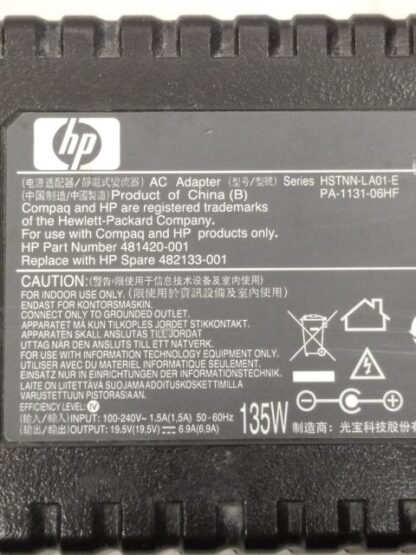 hp
(电源适配器/靜電式變流器) AC Adapter (型号/型號) Series HSTNN-LA01-E
(中国制造/中國製造) Product of China (B) PA-1131-06HF
Compaq and HP are registered trademarks
of the Hewlett-Packard Company.
For use with Compaq and HP products only.
HP Part Number 481420-001
Replace with HP Spare 482133-001
CAUTION: (警告:限使用于信息技术设备及室内使用)
FOR INDOOR USE ONLY. (限使用於資訊設備及室內使用)
ENDAST FÖR KONTORSMASKIN.
CONNECT ONLY TO GROUNDED OUTLET.
APPARATET MÅ KUN TILKOPLES JORDET STIKKONTAKT.
APPARATEN SKALL ANSLUTAS TILL JORDAT
UTTAG NÄR DEN ANSLUTS TILL ETT NÄTVERK.
FOR USE WITH INFORMATION TECHNOLOGY EQUIPMENT ONLY.
UTILISER AVEC DU MATERIEL INFORMATIQUE SEULEMENT.
EINSATZ NUR IN EINRICHTUNGEN DER INFORMATIONSTECHNIK.
LAITE ON LIITETTÄVÄ SUOJAMAADOITUSKOSKETTIMILLA
VARUSTETTUUN PISTORASIAAN.
EFFICIENCY LEVEL: IV
(输入/輸入) INPUT: 100-240V~ 1.5A(1,5A) 50-60Hz
(输出/輸出) OUTPUT: 19.5V(19,5V) 6.9A(6,9A)
135W
制造商: 光宝科技股份有